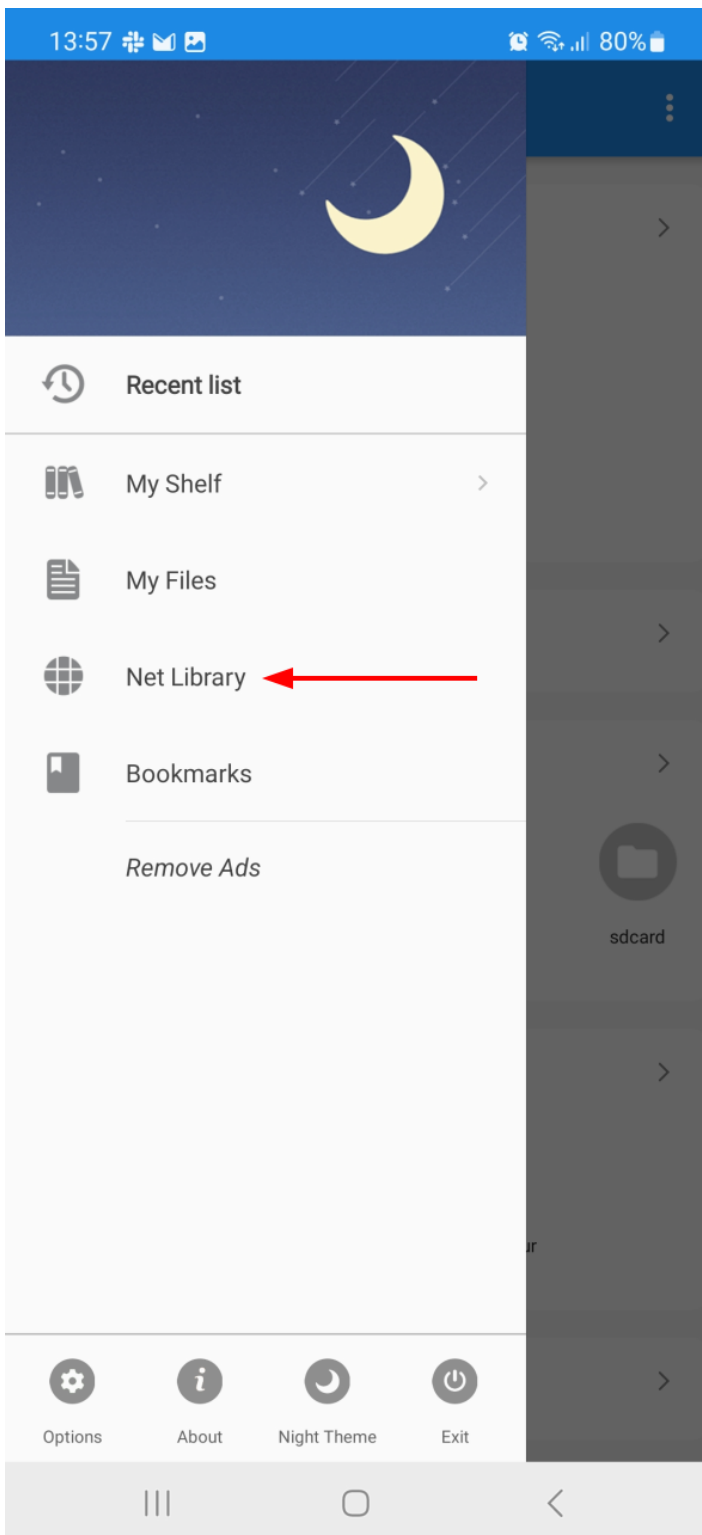 13:57
80%
Recent list
My Shelf
My Files
Net Library
Bookmarks
Remove Ads
sdcard
ur
Options About Night Theme Exit